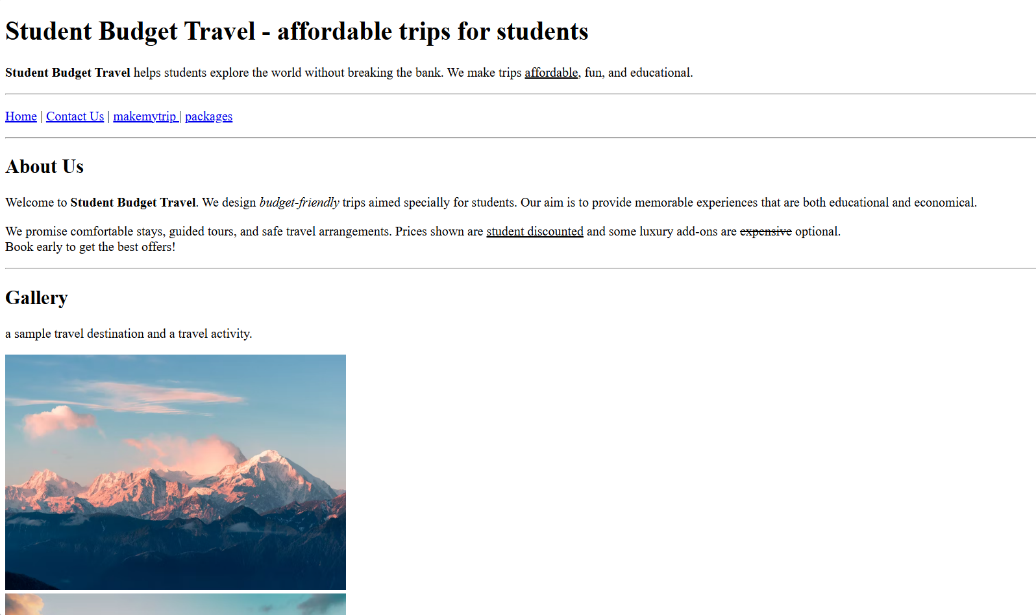 Student Budget Travel - affordable trips for students
Student Budget Travel helps students explore the world without breaking the bank. We make trips affordable, fun, and educational.
Home | Contact Us | makemytrip | packages
About Us
Welcome to Student Budget Travel. We design budget-friendly trips aimed specially for students. Our aim is to provide memorable experiences that are both educational and economical.
We promise comfortable stays, guided tours, and safe travel arrangements. Prices shown are student discounted and some luxury add-ons are expensive optional.
Book early to get the best offers!
Gallery
a sample travel destination and a travel activity.